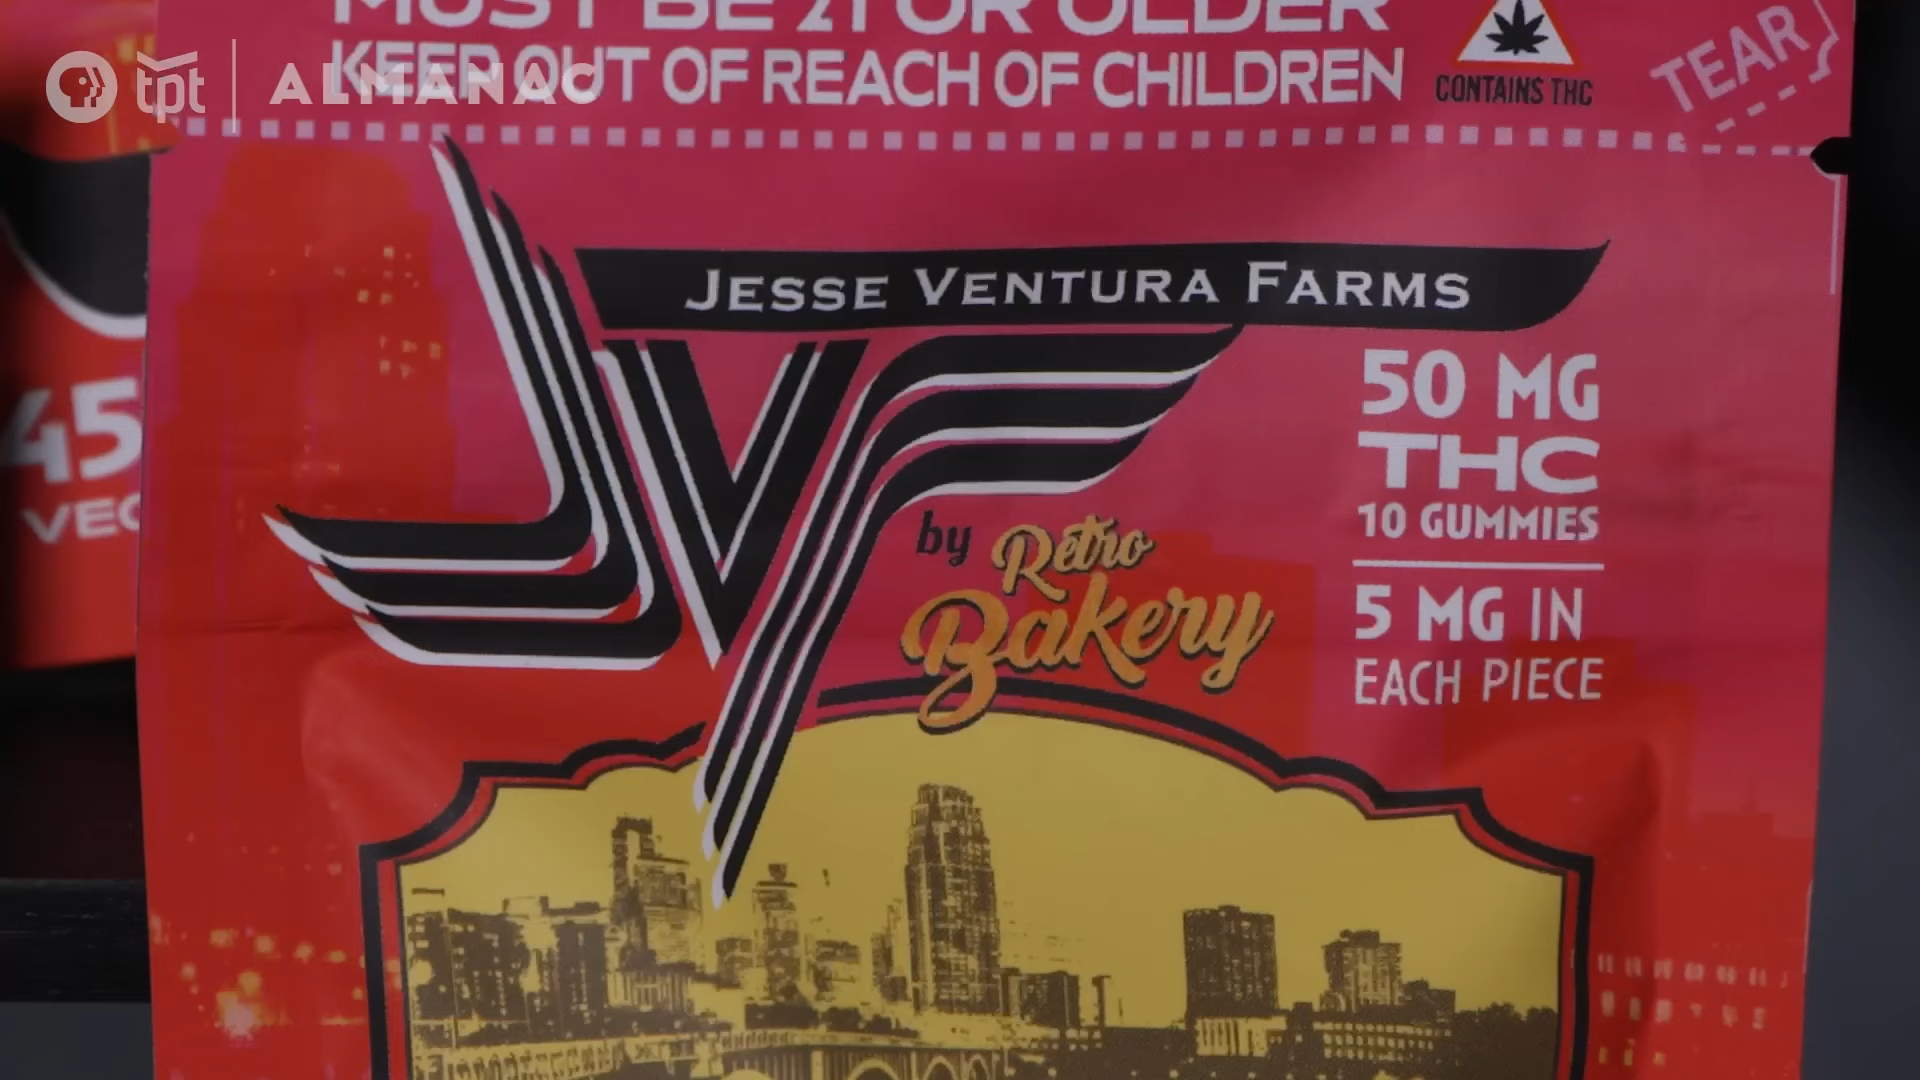 MUST BE 21 OR OLDER
KEEP OUT OF REACH OF CHILDREN
CONTAINS THC
TEAR
tpt
ALMANAC
JESSE VENTURA FARMS
JVF
by Retro
Bakery
50 MG
THC
10 GUMMIES
5 MG IN
EACH PIECE
45